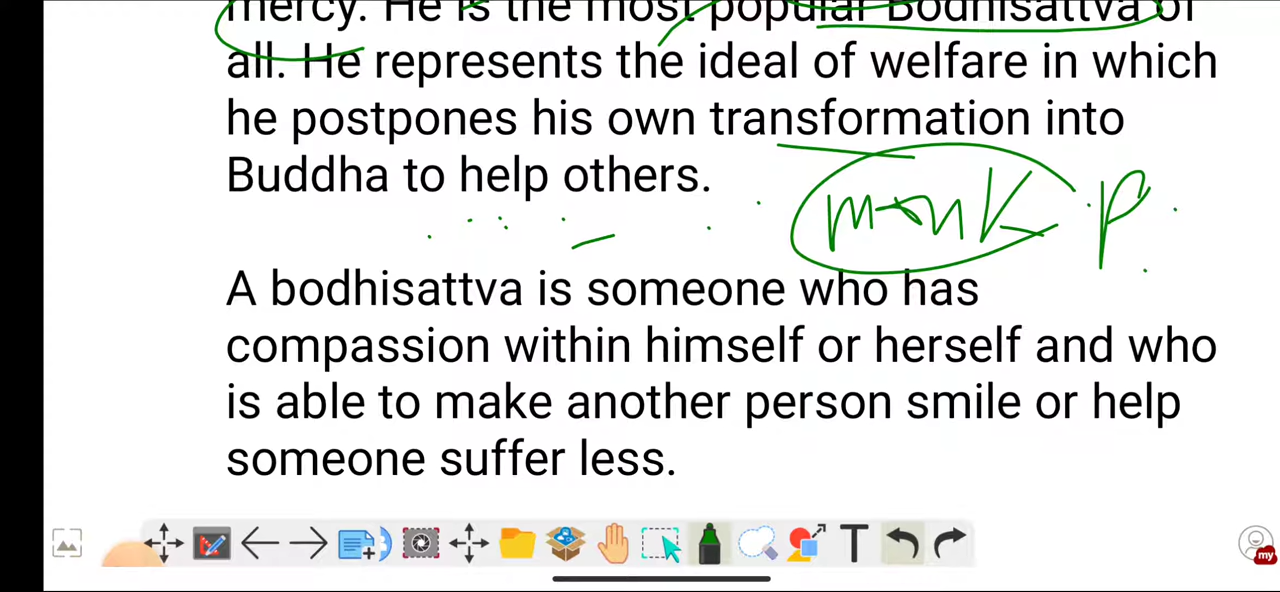 mercy. He is the most popular Bodhisattva of
all. He represents the ideal of welfare in which
he postpones his own transformation into
Buddha to help others.
monk P
A bodhisattva is someone who has
compassion within himself or herself and who
is able to make another person smile or help
someone suffer less.
T
my